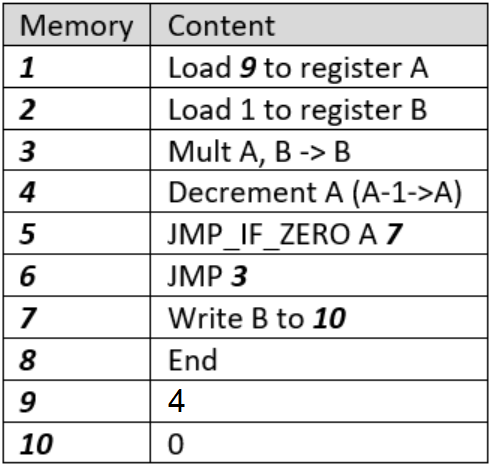 Memory Content
1 Load 9 to register A
2 Load 1 to register B
3 Mult A, B -> B
4 Decrement A (A-1->A)
5 JMP_IF_ZERO A 7
6 JMP 3
7 Write B to 10
8 End
9 4
10 0